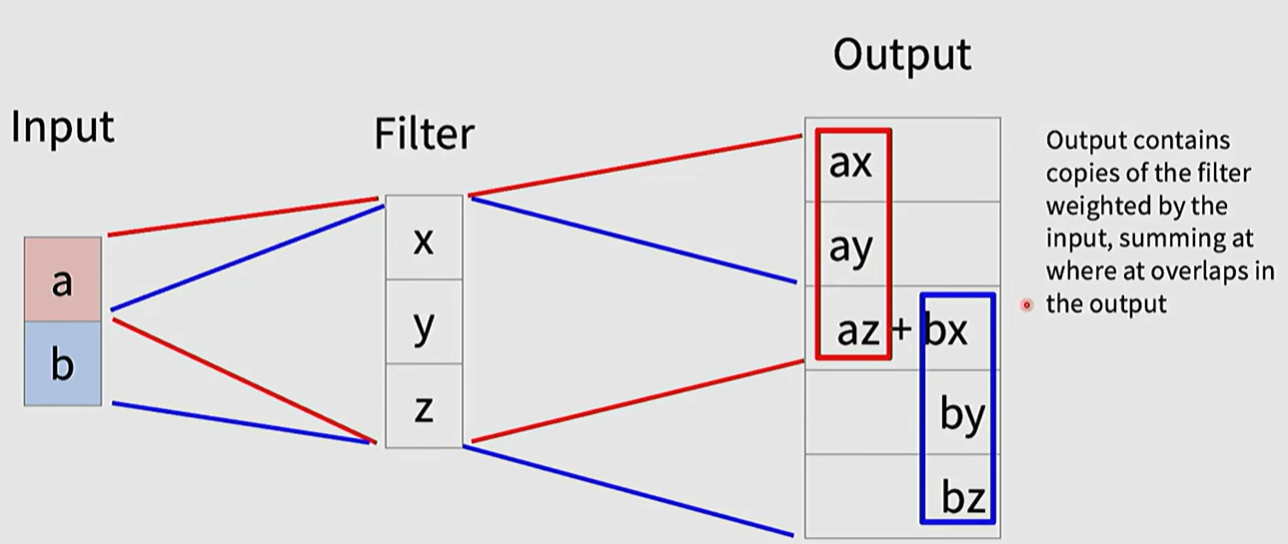 Input
a
b
Filter
x
y
z
Output
ax
ay
az + bx
by
bz
Output contains
copies of the filter
weighted by the
input, summing at
where at overlaps in
the output